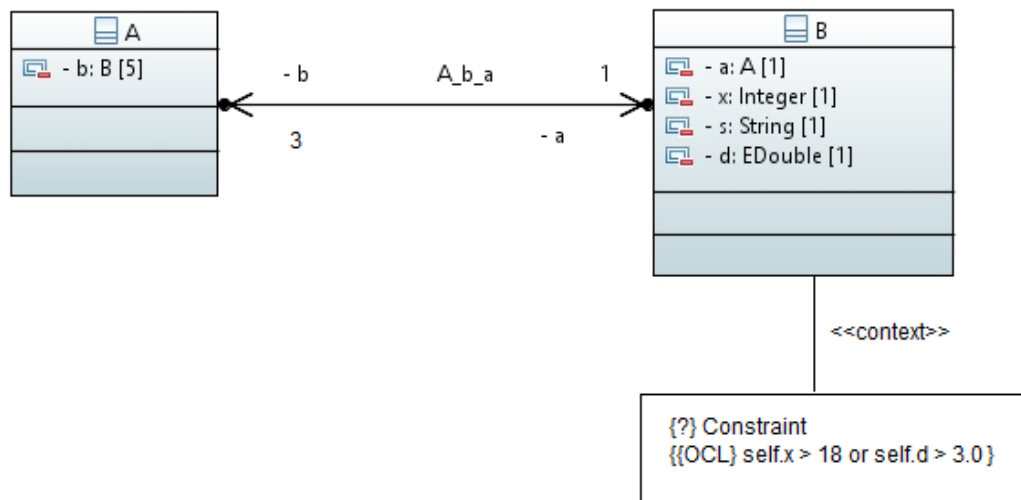 A
- b: B [5]
- b
A_b_a
1
3
- a
B
- a: A [1]
- x: Integer [1]
- s: String [1]
- d: EDouble [1]
<<context>>
{?} Constraint
{{OCL} self.x > 18 or self.d > 3.0 }